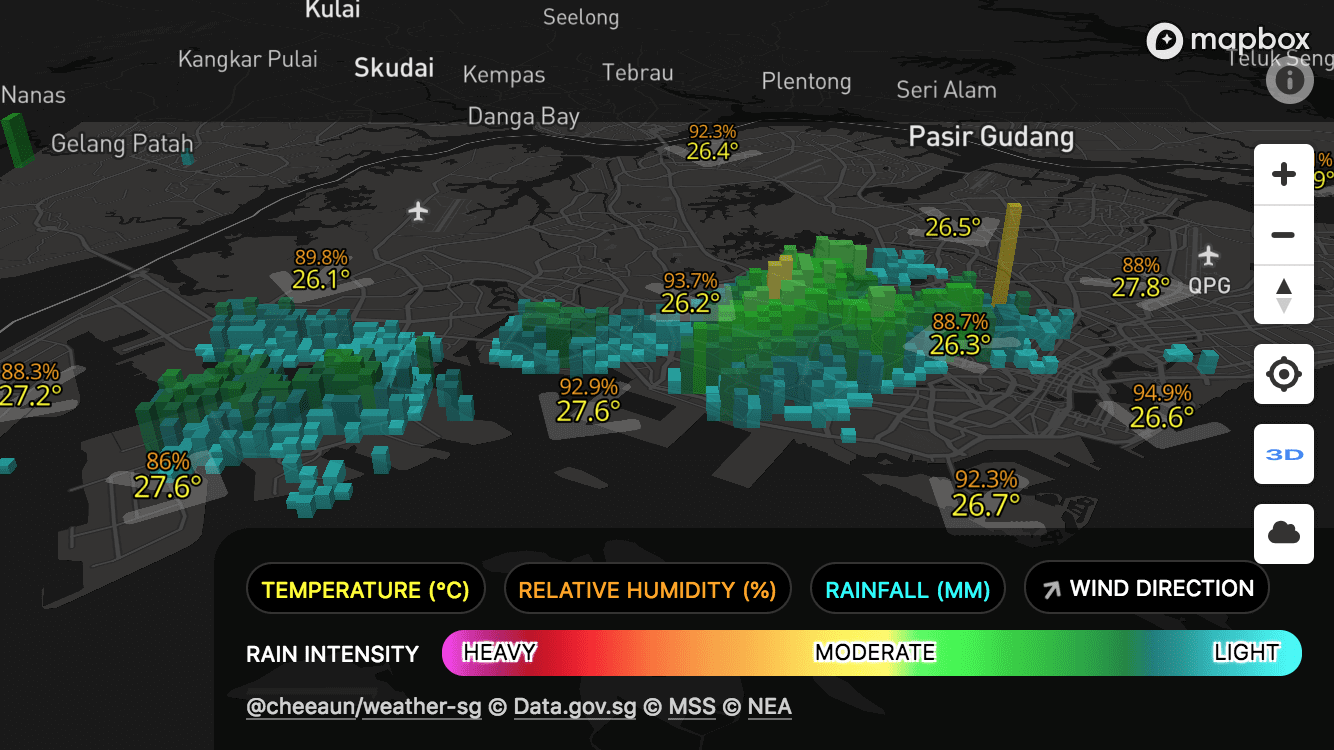 Kulai
Seelong
mapbox
Kangkar Pulai
Skudai
Kempas
Tebrau
Plentong
Seri Alam
Teluk Seng
Nanas
Danga Bay
Gelang Patah
Pasir Gudang
92.3%
26.4°
%
9°
26.5°
89.8%
26.1°
93.7%
26.2°
88%
27.8°
QPG
88.7%
26.3°
88.3%
27.2°
92.9%
27.6°
94.9%
26.6°
3D
86%
27.6°
92.3%
26.7°
TEMPERATURE (°C)
RELATIVE HUMIDITY (%)
RAINFALL (MM)
WIND DIRECTION
RAIN INTENSITY
HEAVY
MODERATE
LIGHT
@cheeaun/weather-sg © Data.gov.sg © MSS © NEA